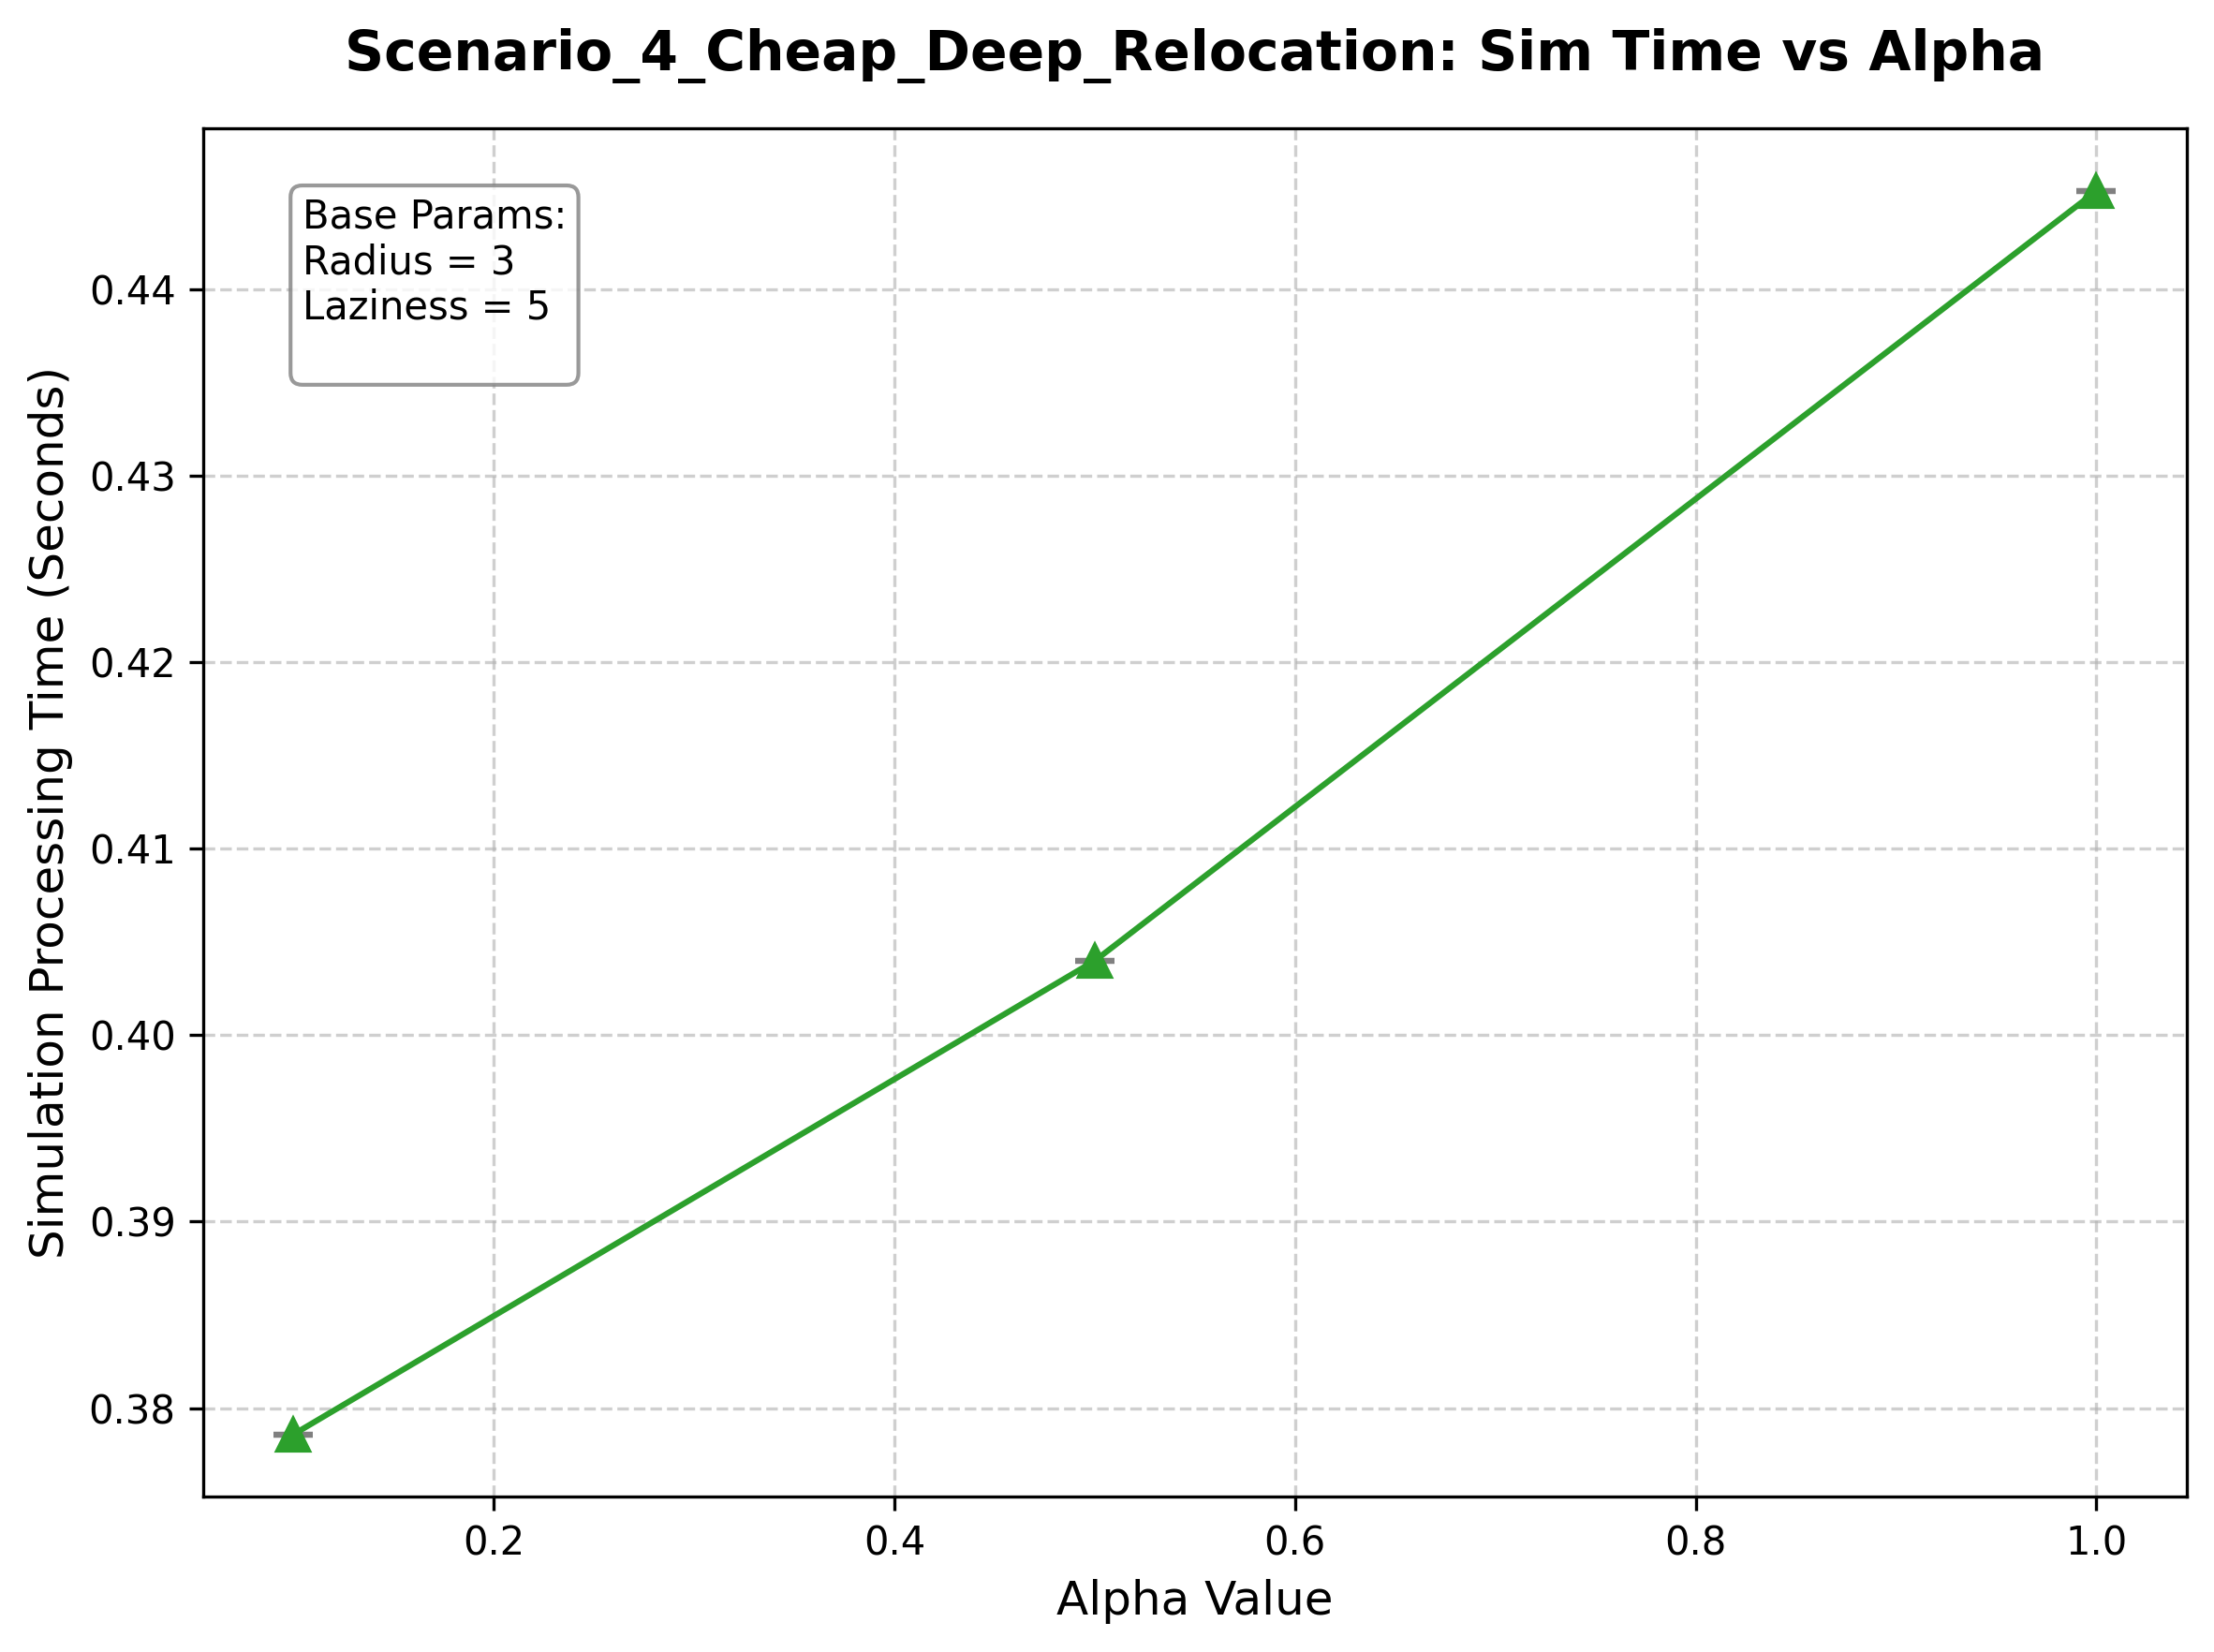 Scenario_4_Cheap_Deep_Relocation: Sim Time vs Alpha
Base Params:
Radius = 3
Laziness = 5
Simulation Processing Time (Seconds)
0.44
0.43
0.42
0.41
0.40
0.39
0.38
0.2
0.4
0.6
0.8
1.0
Alpha Value